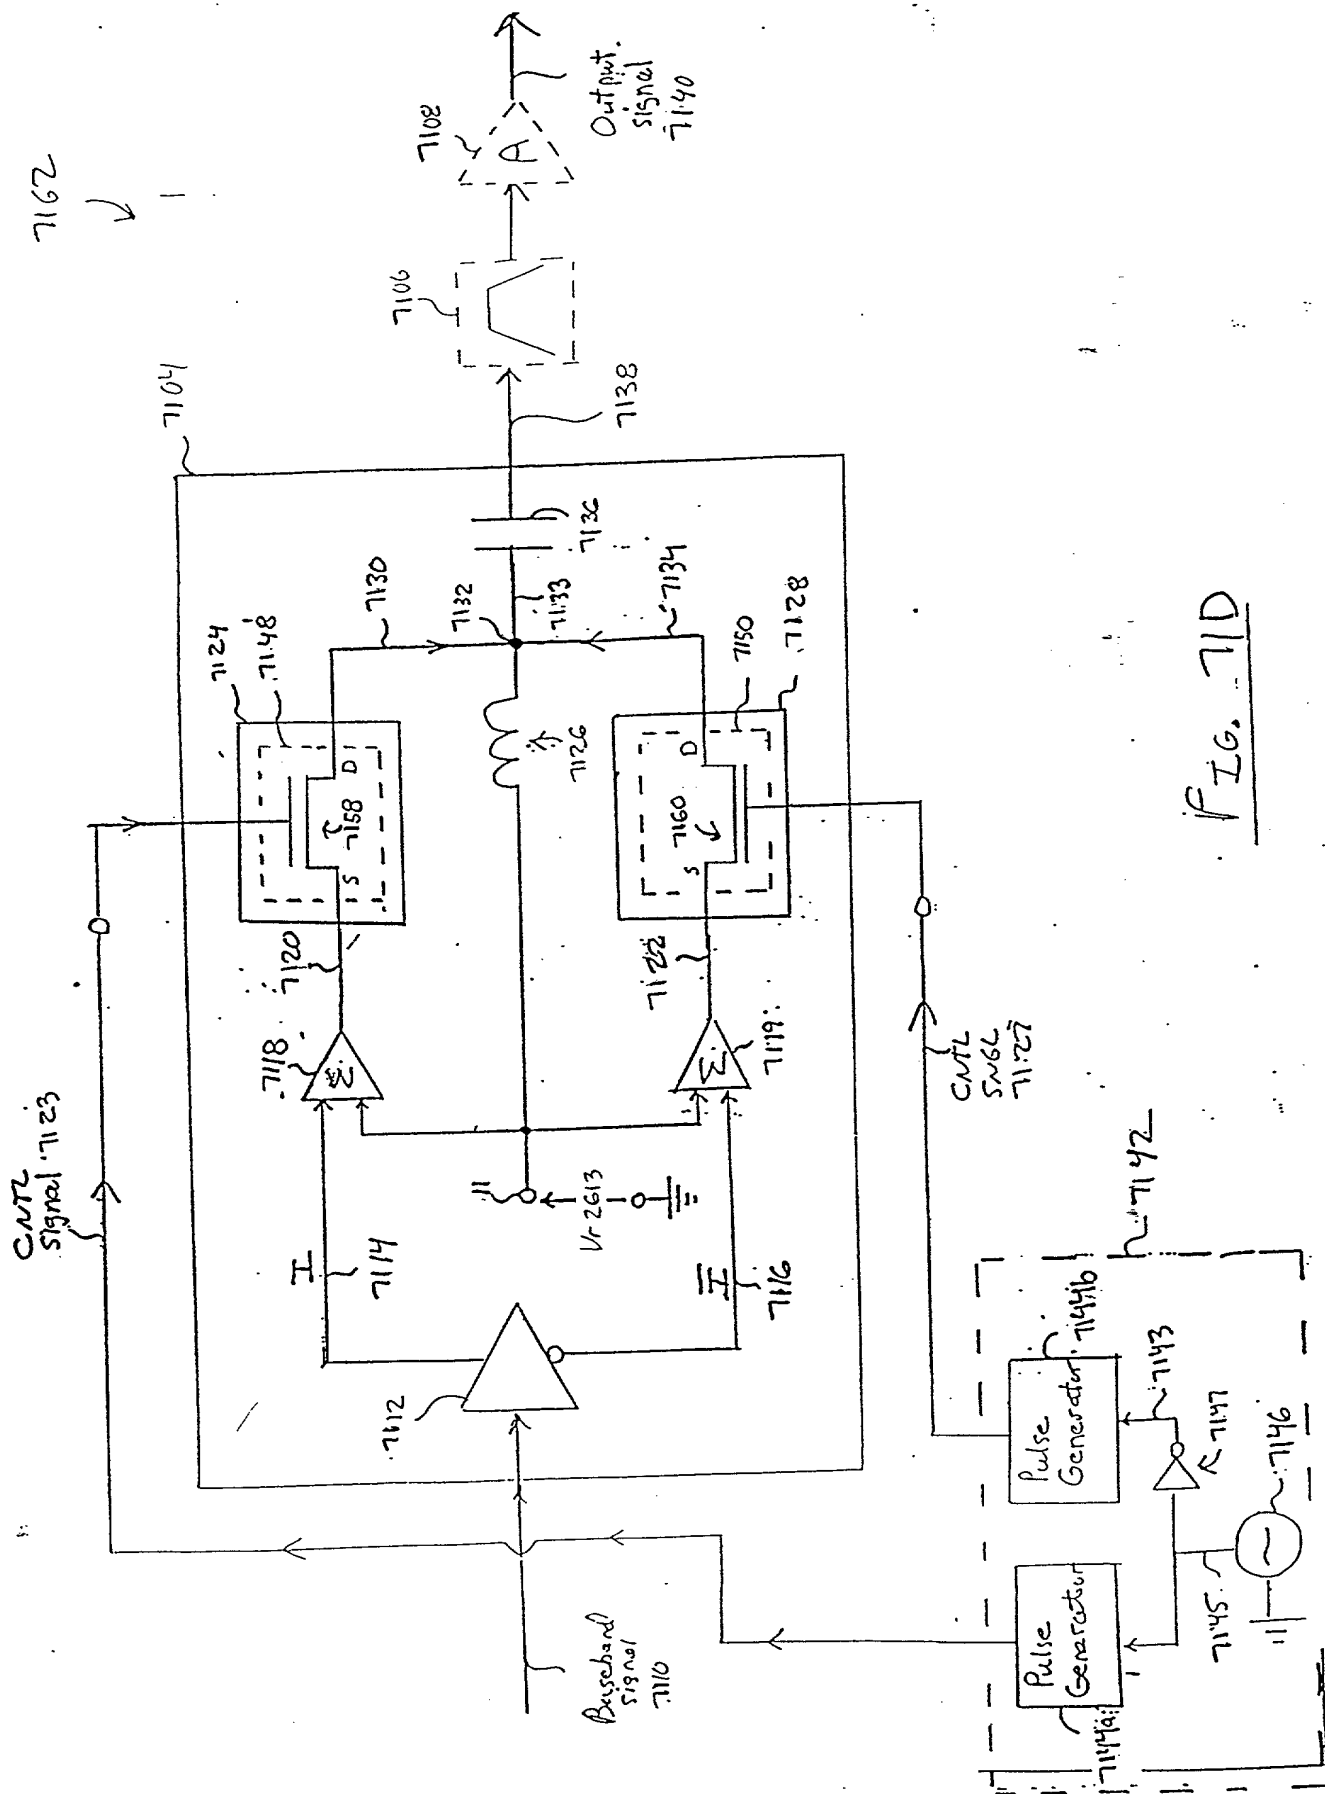 7162
7104
7106
7108
A
Output
signal
7140
7138
7136
7124
7148
7130
7132
7133
7134
7128
7150
S
D
7158
7126
S
D
7160
CNTL
signal 7123
7118
Σ
7120
7122
Σ
7119
CNTL
SNGL
7127
I
7114
11
Vr 2613
I
7116
7112
Baseband
signal
7110
7142
Pulse
Generator
7144b
7143
7147
7146
7145
Pulse
Generator
7144a
FIG. 71D